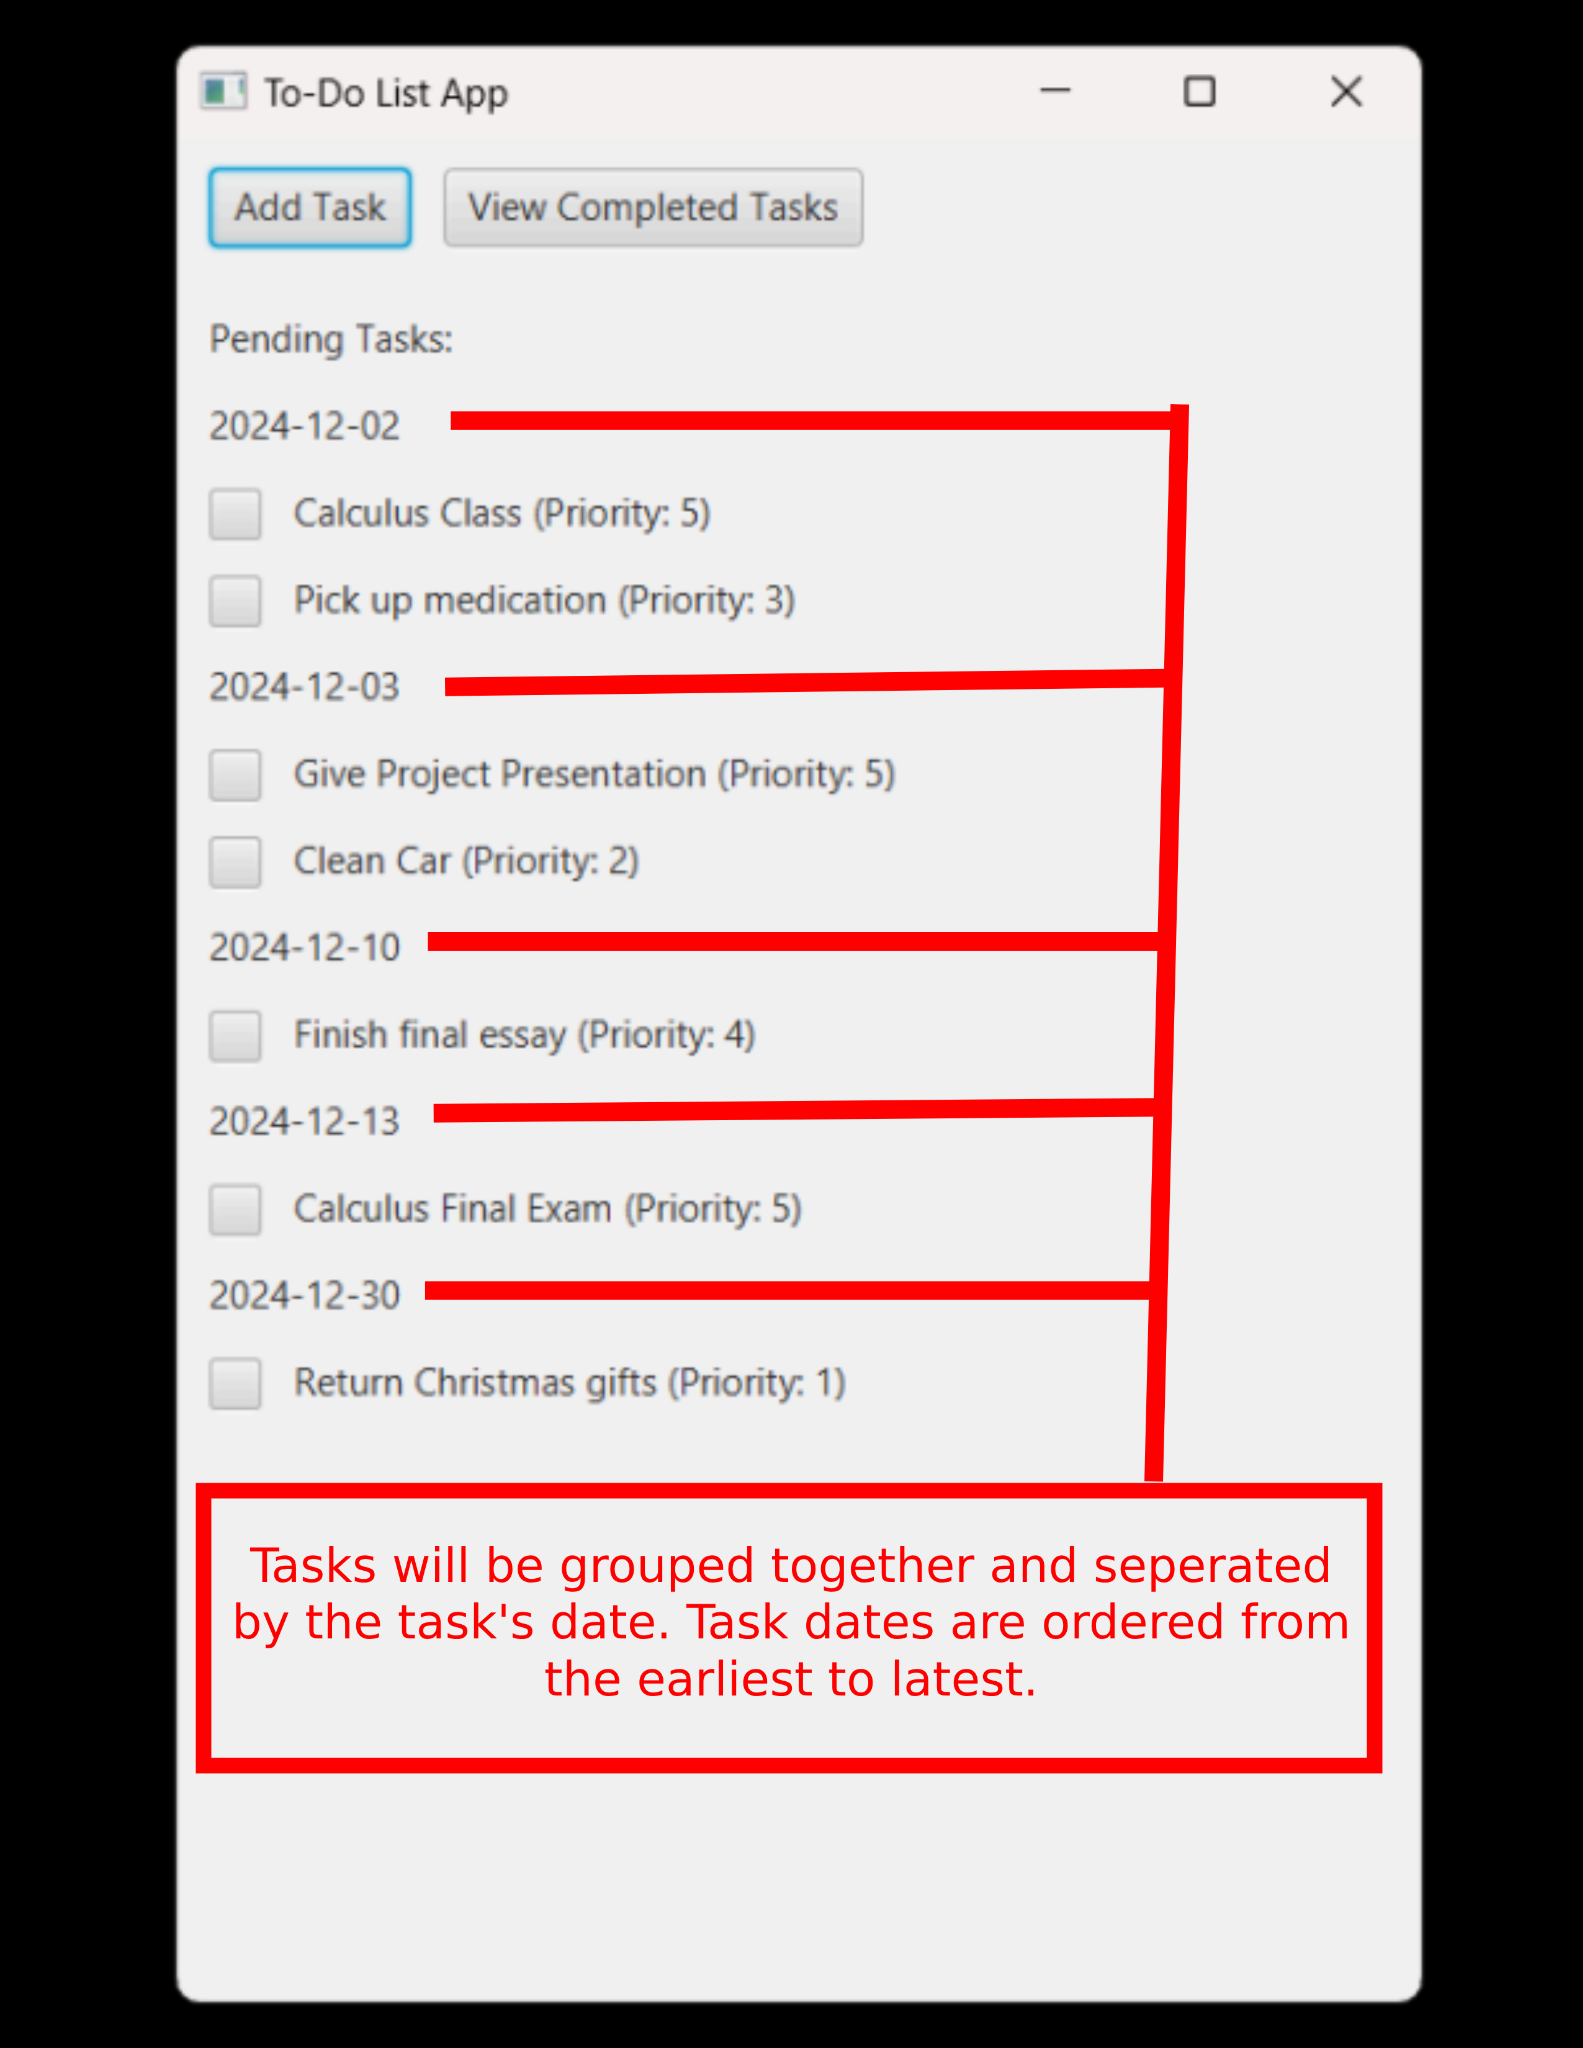 To-Do List App
Add Task View Completed Tasks
Pending Tasks:
2024-12-02
Calculus Class (Priority: 5)
Pick up medication (Priority: 3)
2024-12-03
Give Project Presentation (Priority: 5)
Clean Car (Priority: 2)
2024-12-10
Finish final essay (Priority: 4)
2024-12-13
Calculus Final Exam (Priority: 5)
2024-12-30
Return Christmas gifts (Priority: 1)
Tasks will be grouped together and seperated
by the task's date. Task dates are ordered from
the earliest to latest.